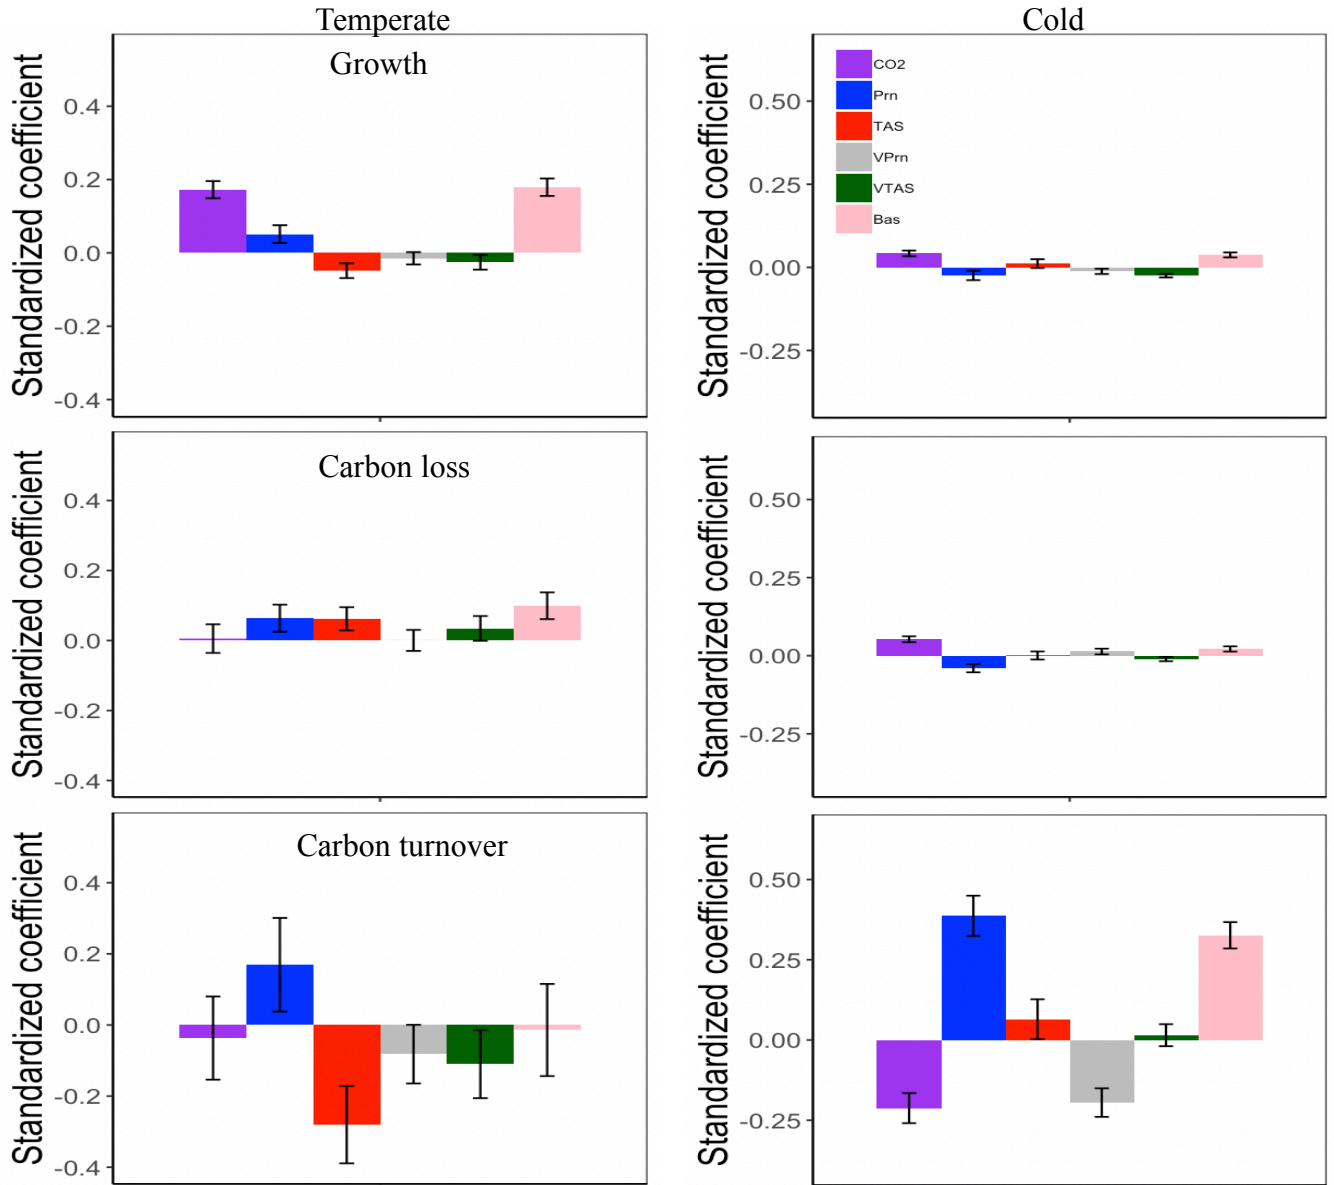 Temperate
Cold
Growth
Standardized coefficient
0.4
0.2
0.0
-0.2
-0.4
Standardized coefficient
0.50
0.25
0.00
-0.25
CO2
Prn
TAS
VPrn
VTAS
Bas
Carbon loss
Standardized coefficient
0.4
0.2
0.0
-0.2
-0.4
Standardized coefficient
0.50
0.25
0.00
-0.25
Carbon turnover
Standardized coefficient
0.4
0.2
0.0
-0.2
-0.4
Standardized coefficient
0.50
0.25
0.00
-0.25